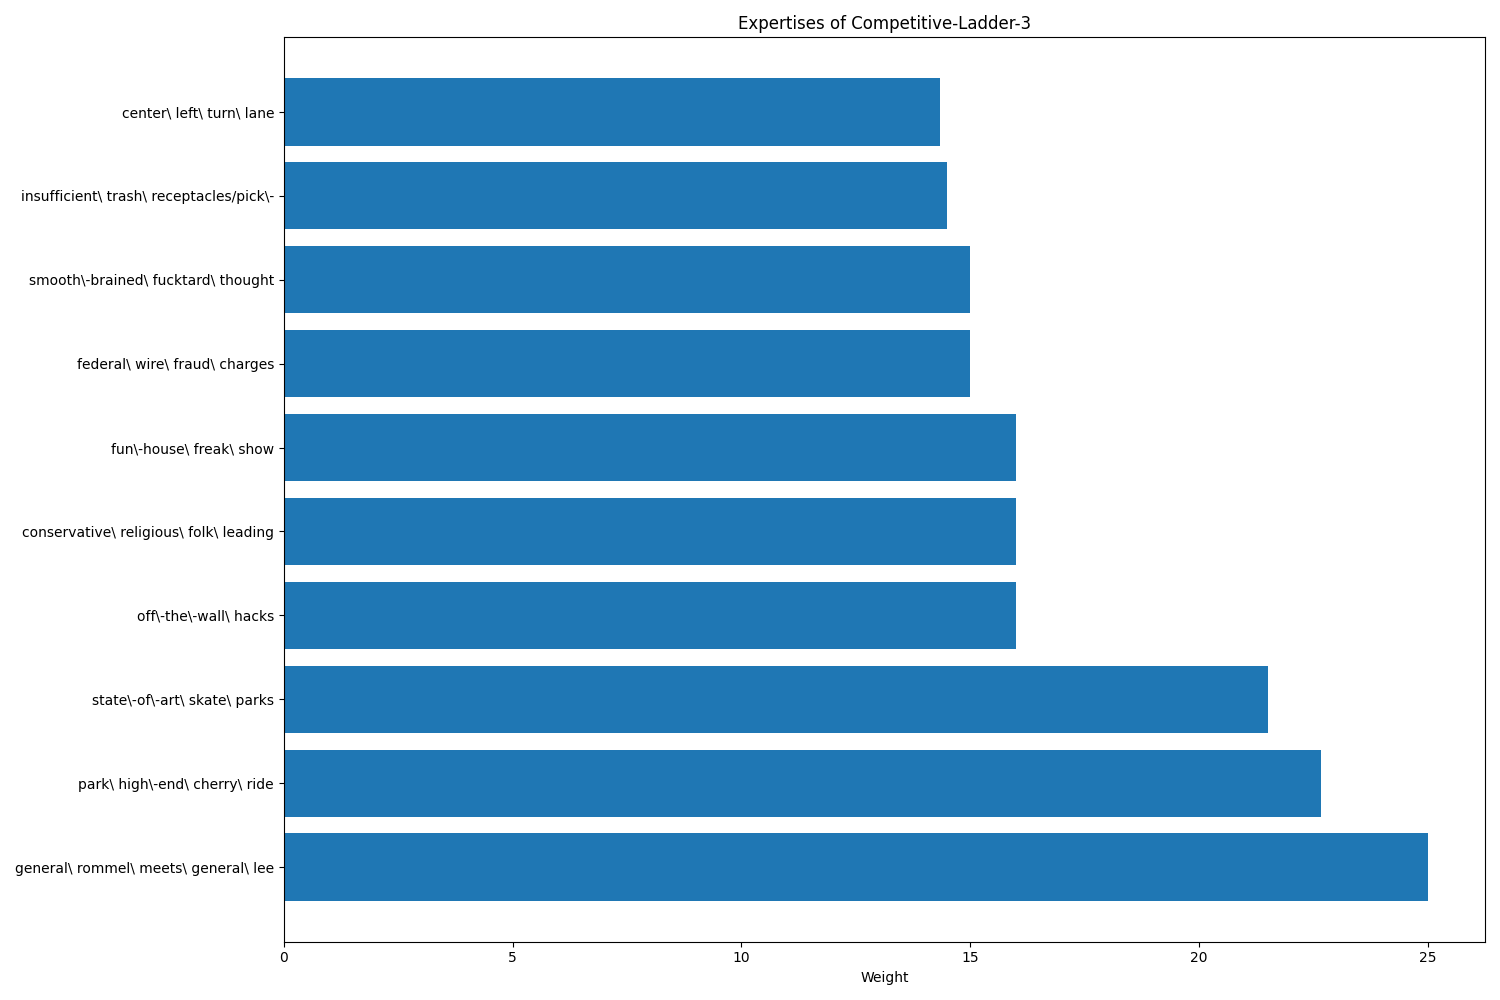 Expertises of Competitive-Ladder-3
center\ left\ turn\ lane
insufficient\ trash\ receptacles/pick\-
smooth\-brained\ fucktard\ thought
federal\ wire\ fraud\ charges
fun\-house\ freak\ show
conservative\ religious\ folk\ leading
off\-the\-wall\ hacks
state\-of\-art\ skate\ parks
park\ high\-end\ cherry\ ride
general\ rommel\ meets\ general\ lee
0 5 10 15 20 25
Weight